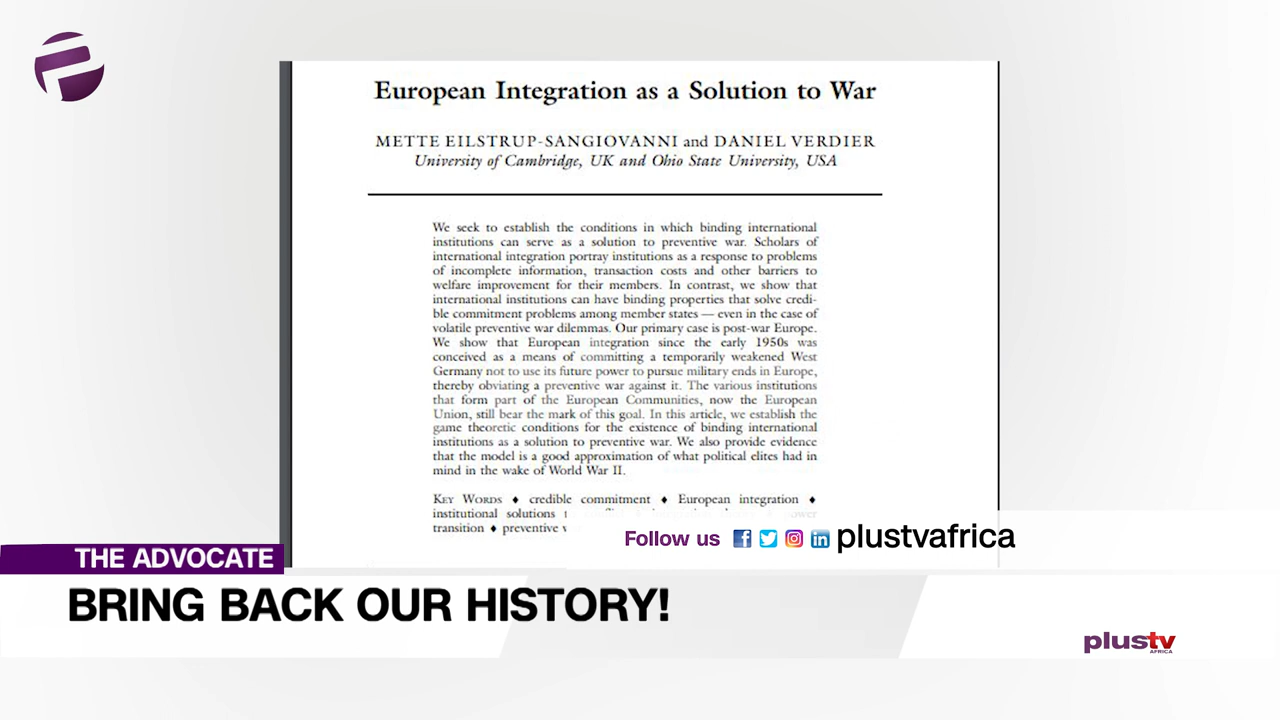 European Integration as a Solution to War
METTE EILSTRUP-SANGIOVANNI and DANIEL VERDIER
University of Cambridge, UK and Ohio State University, USA
We seek to establish the conditions in which binding international
institutions can serve as a solution to preventive war. Scholars of
international integration portray institutions as a response to problems
of incomplete information, transaction costs and other barriers to
welfare improvement for their members. In contrast, we show that
international institutions can have binding properties that solve credi-
ble commitment problems among member states — even in the case of
volatile preventive war dilemmas. Our primary case is post-war Europe.
We show that European integration since the early 1950s was
conceived as a means of committing a temporarily weakened West
Germany not to use its future power to pursue military ends in Europe,
thereby obviating a preventive war against it. The various institutions
that form part of the European Communities, now the European
Union, still bear the mark of this goal. In this article, we establish the
game theoretic conditions for the existence of binding international
institutions as a solution to preventive war. We also provide evidence
that the model is a good approximation of what political elites had in
mind in the wake of World War II.
KEY WORDS ♦ credible commitment ♦ European integration ♦
institutional solutions
transition ♦ preventive
Follow us plustvafrica
THE ADVOCATE
BRING BACK OUR HISTORY!
plustv
AFRICA